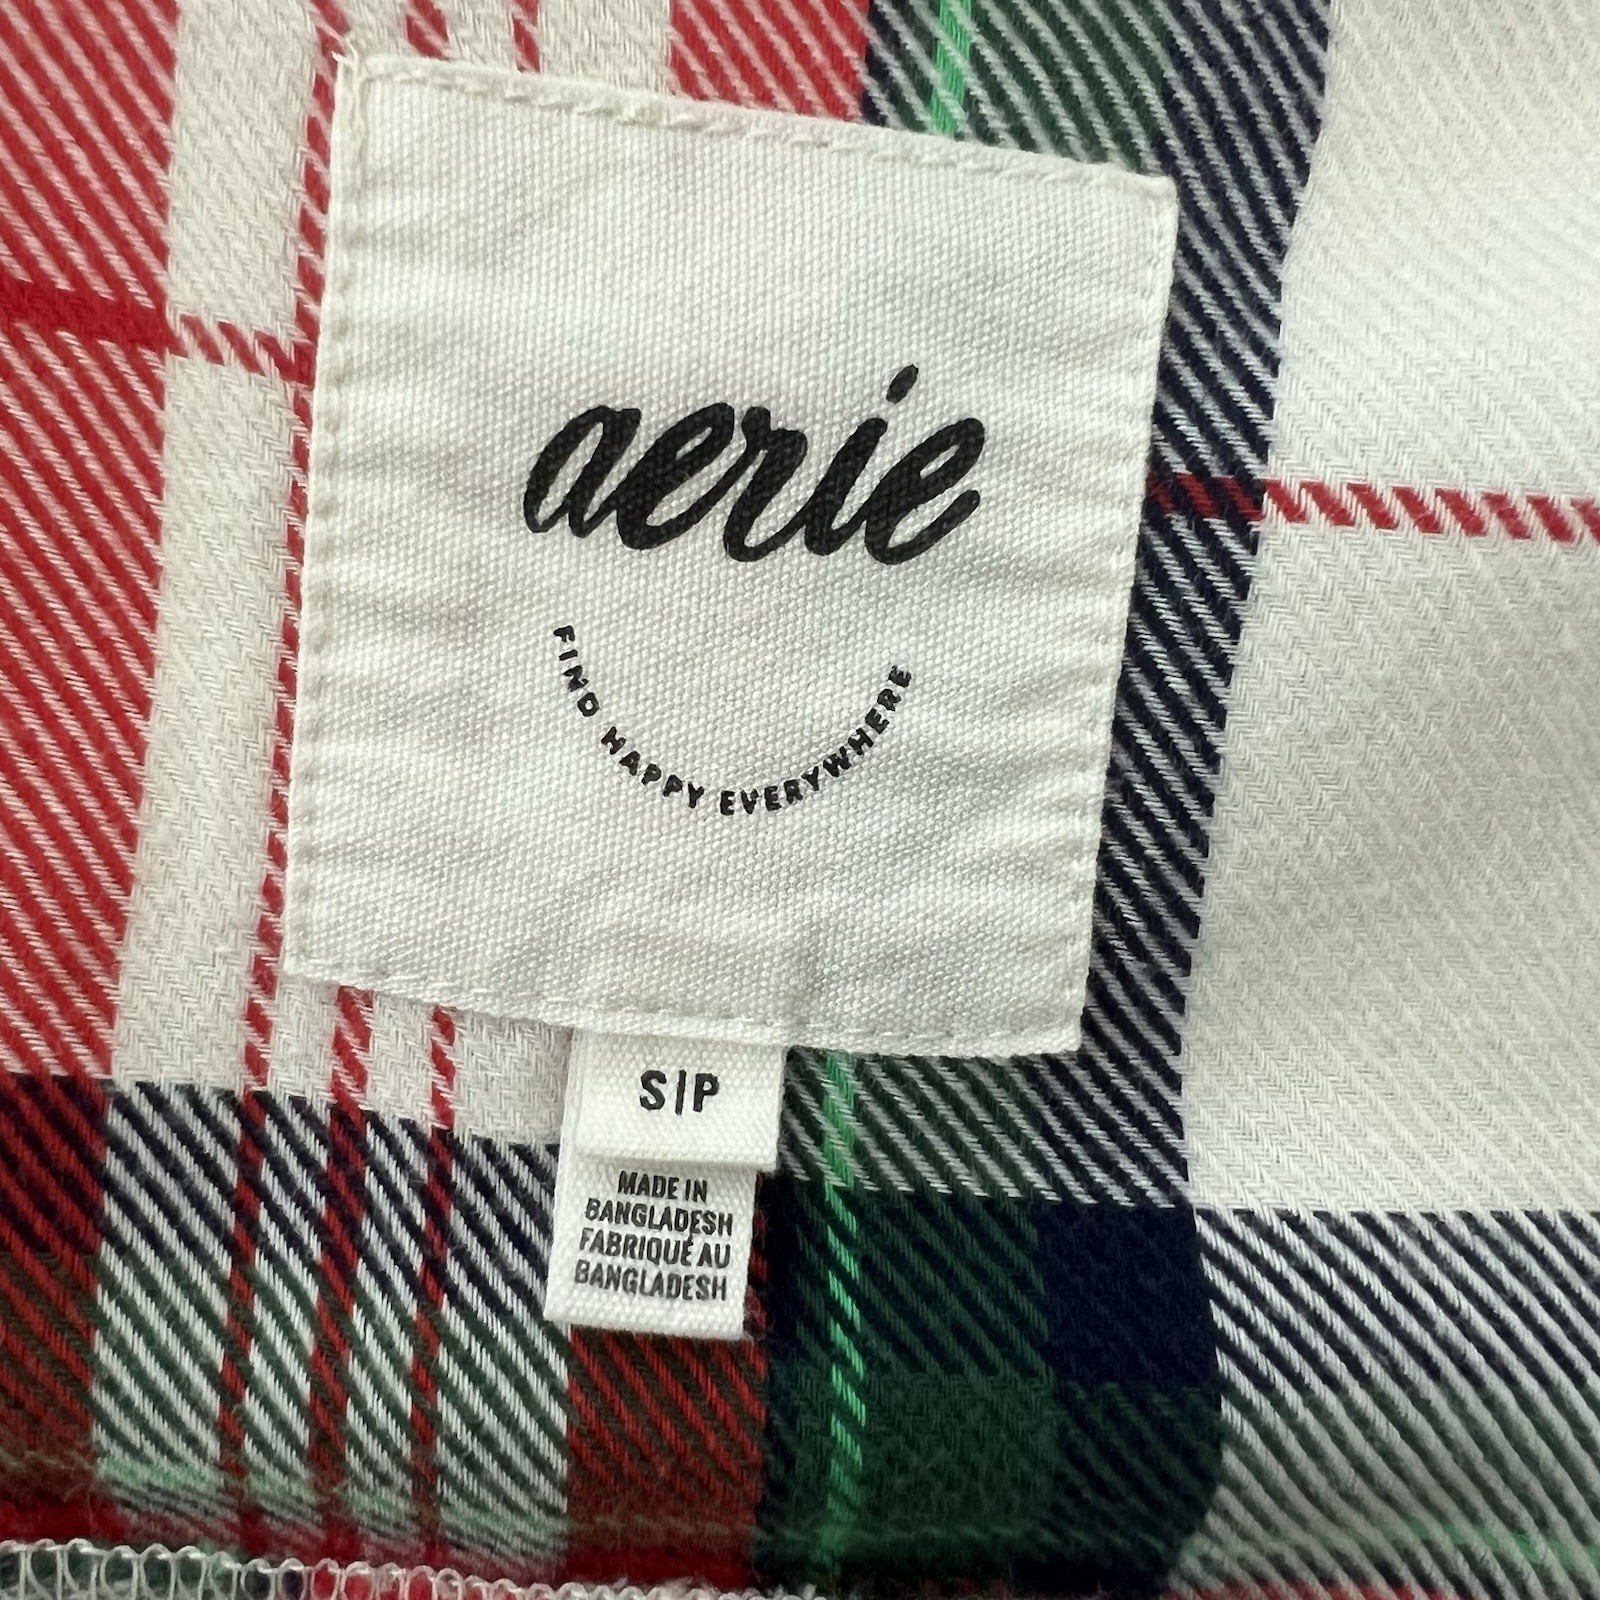 aerie
FIND HAPPY EVERYWHERE
S|P
MADE IN
BANGLADESH
FABRIQUÉ AU
BANGLADESH